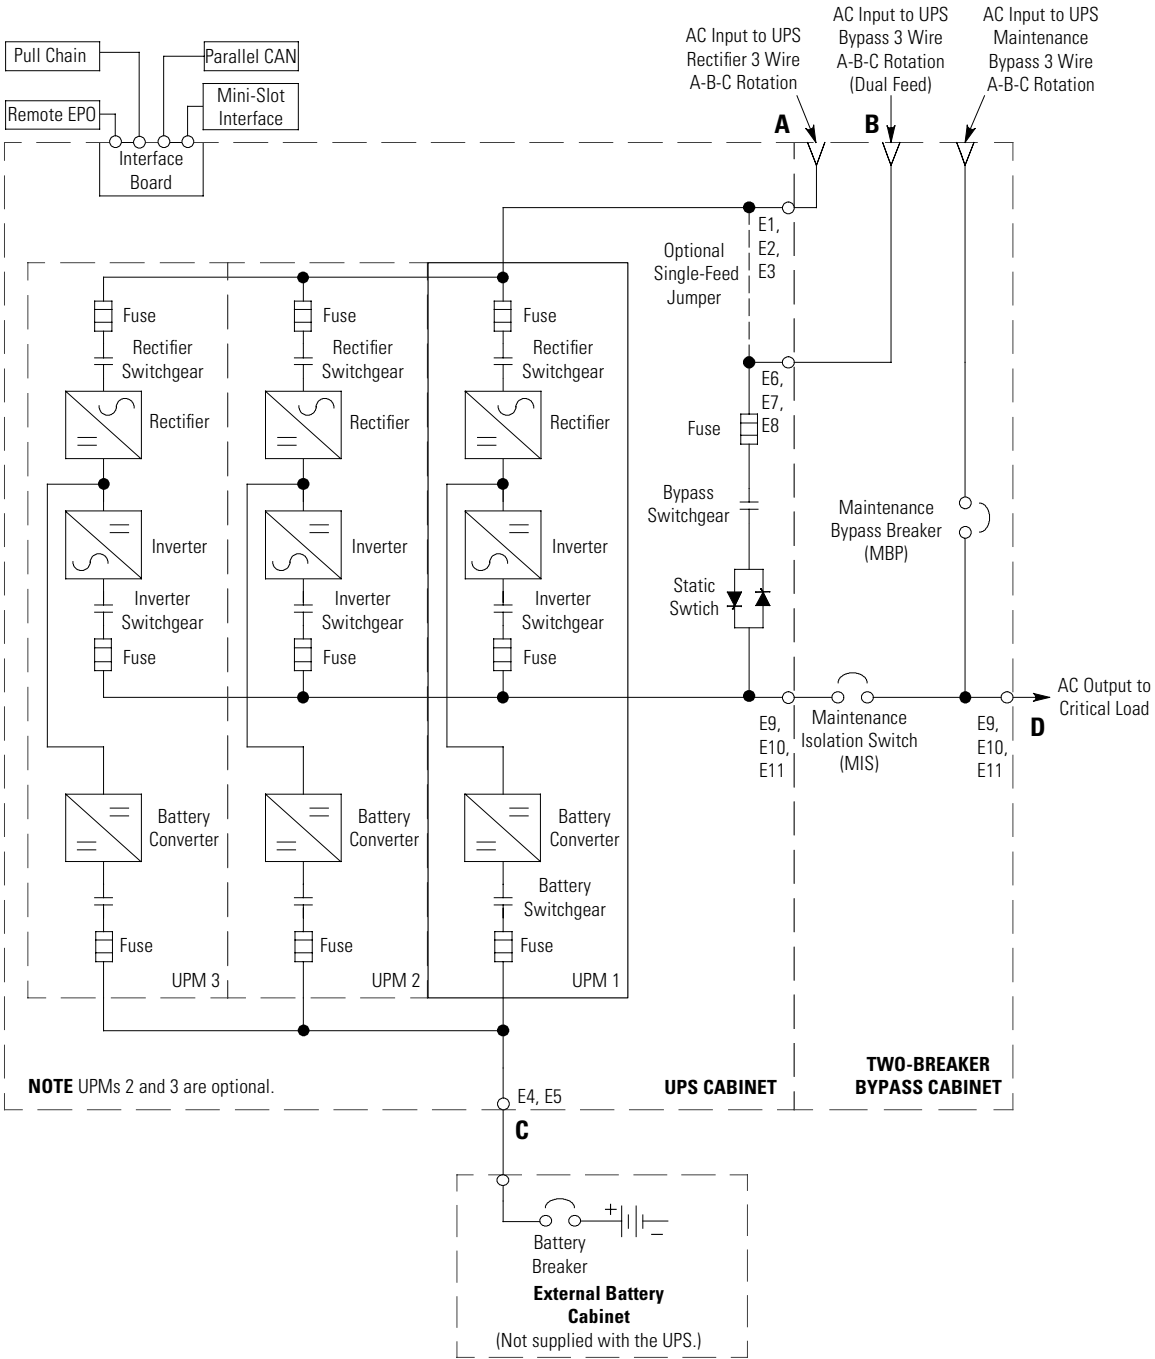 AC Input to UPS
Rectifier 3 Wire
A-B-C Rotation
AC Input to UPS
Bypass 3 Wire
A-B-C Rotation
(Dual Feed)
AC Input to UPS
Maintenance
Bypass 3 Wire
A-B-C Rotation
Pull Chain
Parallel CAN
Remote EPO
Mini-Slot
Interface
Interface
Board
A
B
E1,
E2,
E3
Optional
Single-Feed
Jumper
Fuse
Fuse
Fuse
Rectifier
Switchgear
Rectifier
Switchgear
Rectifier
Switchgear
Rectifier
Rectifier
Rectifier
E6,
E7,
E8
Fuse
Bypass
Switchgear
Maintenance
Bypass Breaker
(MBP)
Inverter
Inverter
Inverter
Static
Swtich
Inverter
Switchgear
Inverter
Switchgear
Inverter
Switchgear
Fuse
Fuse
Fuse
AC Output to
Critical Load
D
E9,
E10,
E11
Maintenance
Isolation Switch
(MIS)
E9,
E10,
E11
Battery
Converter
Battery
Converter
Battery
Converter
Battery
Switchgear
Fuse
Fuse
Fuse
UPM 3
UPM 2
UPM 1
NOTE UPMs 2 and 3 are optional.
UPS CABINET
TWO-BREAKER
BYPASS CABINET
E4, E5
C
+
–
Battery
Breaker
External Battery
Cabinet
(Not supplied with the UPS.)